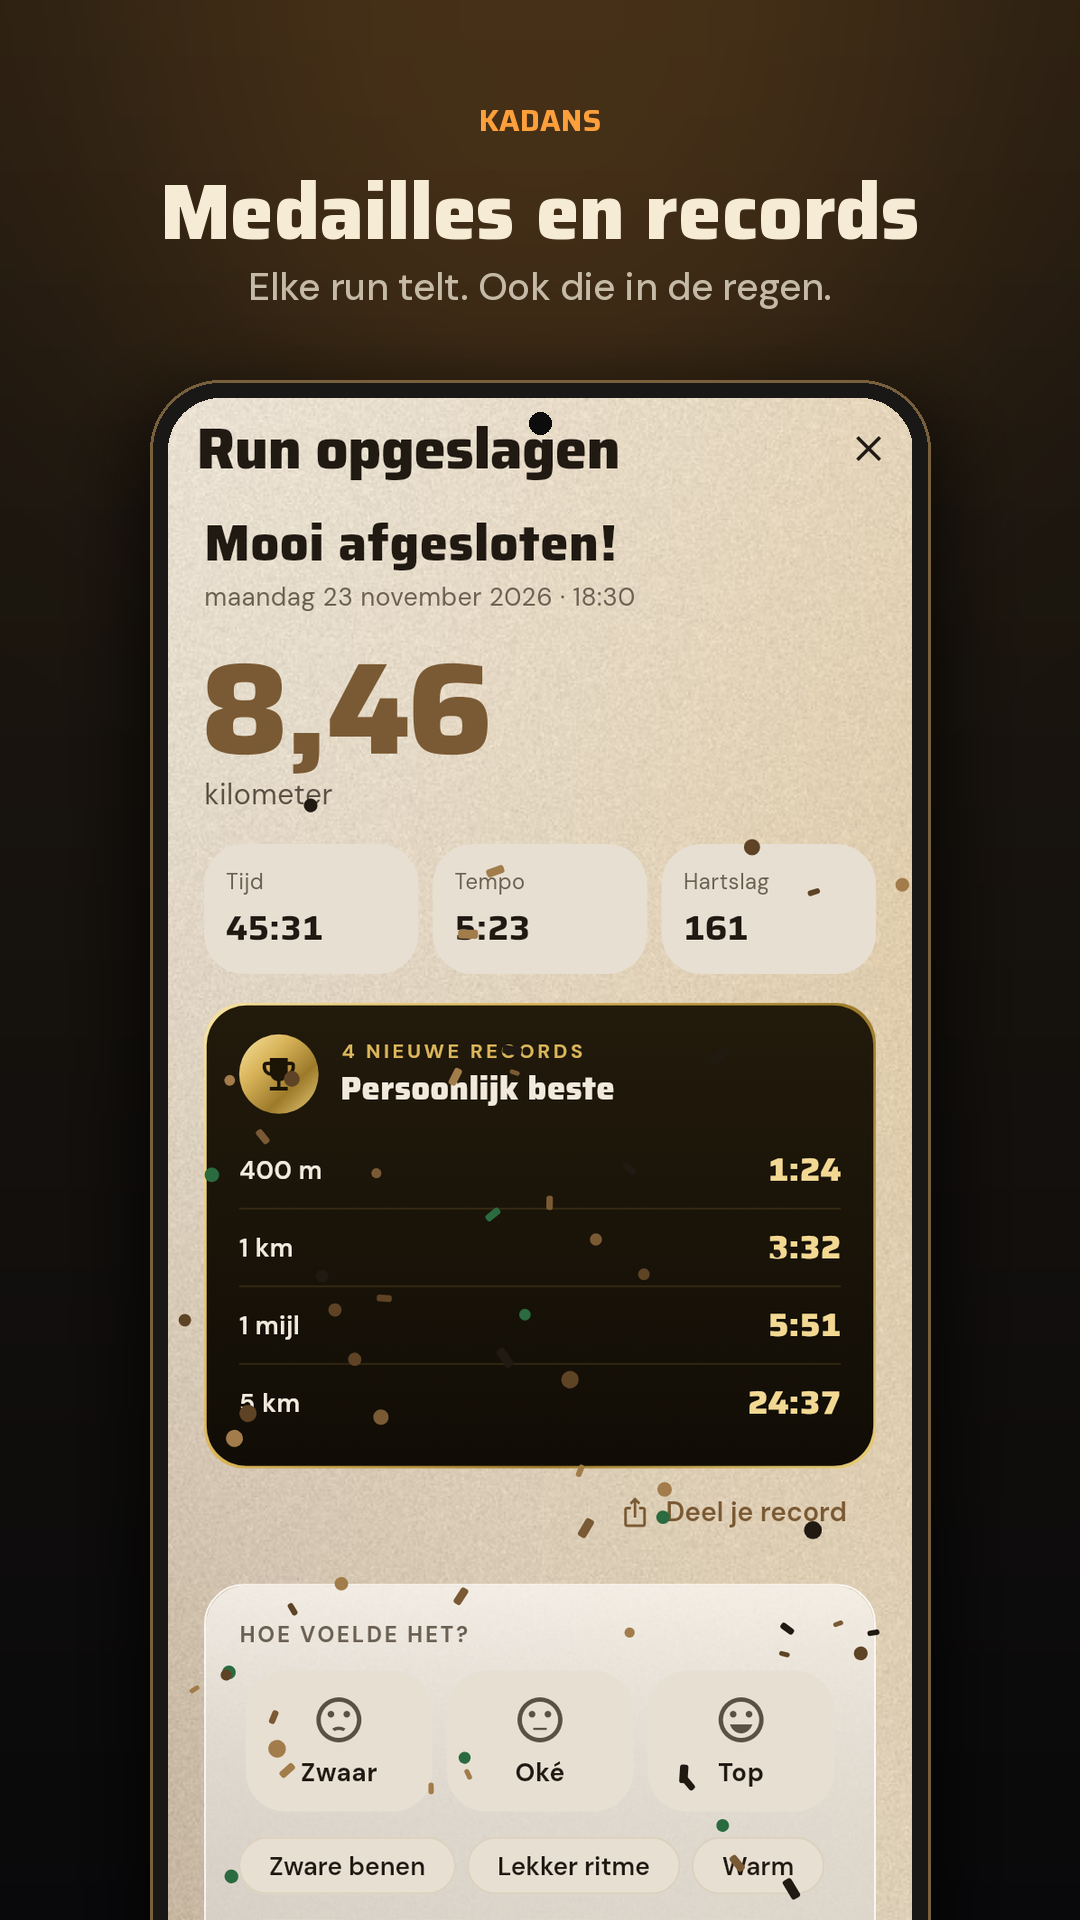 KADANS
Medailles en records
Elke run telt. Ook die in de regen.
Run opgeslagen
Mooi afgesloten!
maandag 23 november 2026 · 18:30
8,46
kilometer
Tijd
45:31
Tempo
5:23
Hartslag
161
4 NIEUWE RECORDS
Persoonlijk beste
400 m 1:24
1 km 3:32
1 mijl 5:51
5 km 24:37
Deel je record
HOE VOELDE HET?
Zwaar
Oké
Top
Zware benen
Lekker ritme
Warm